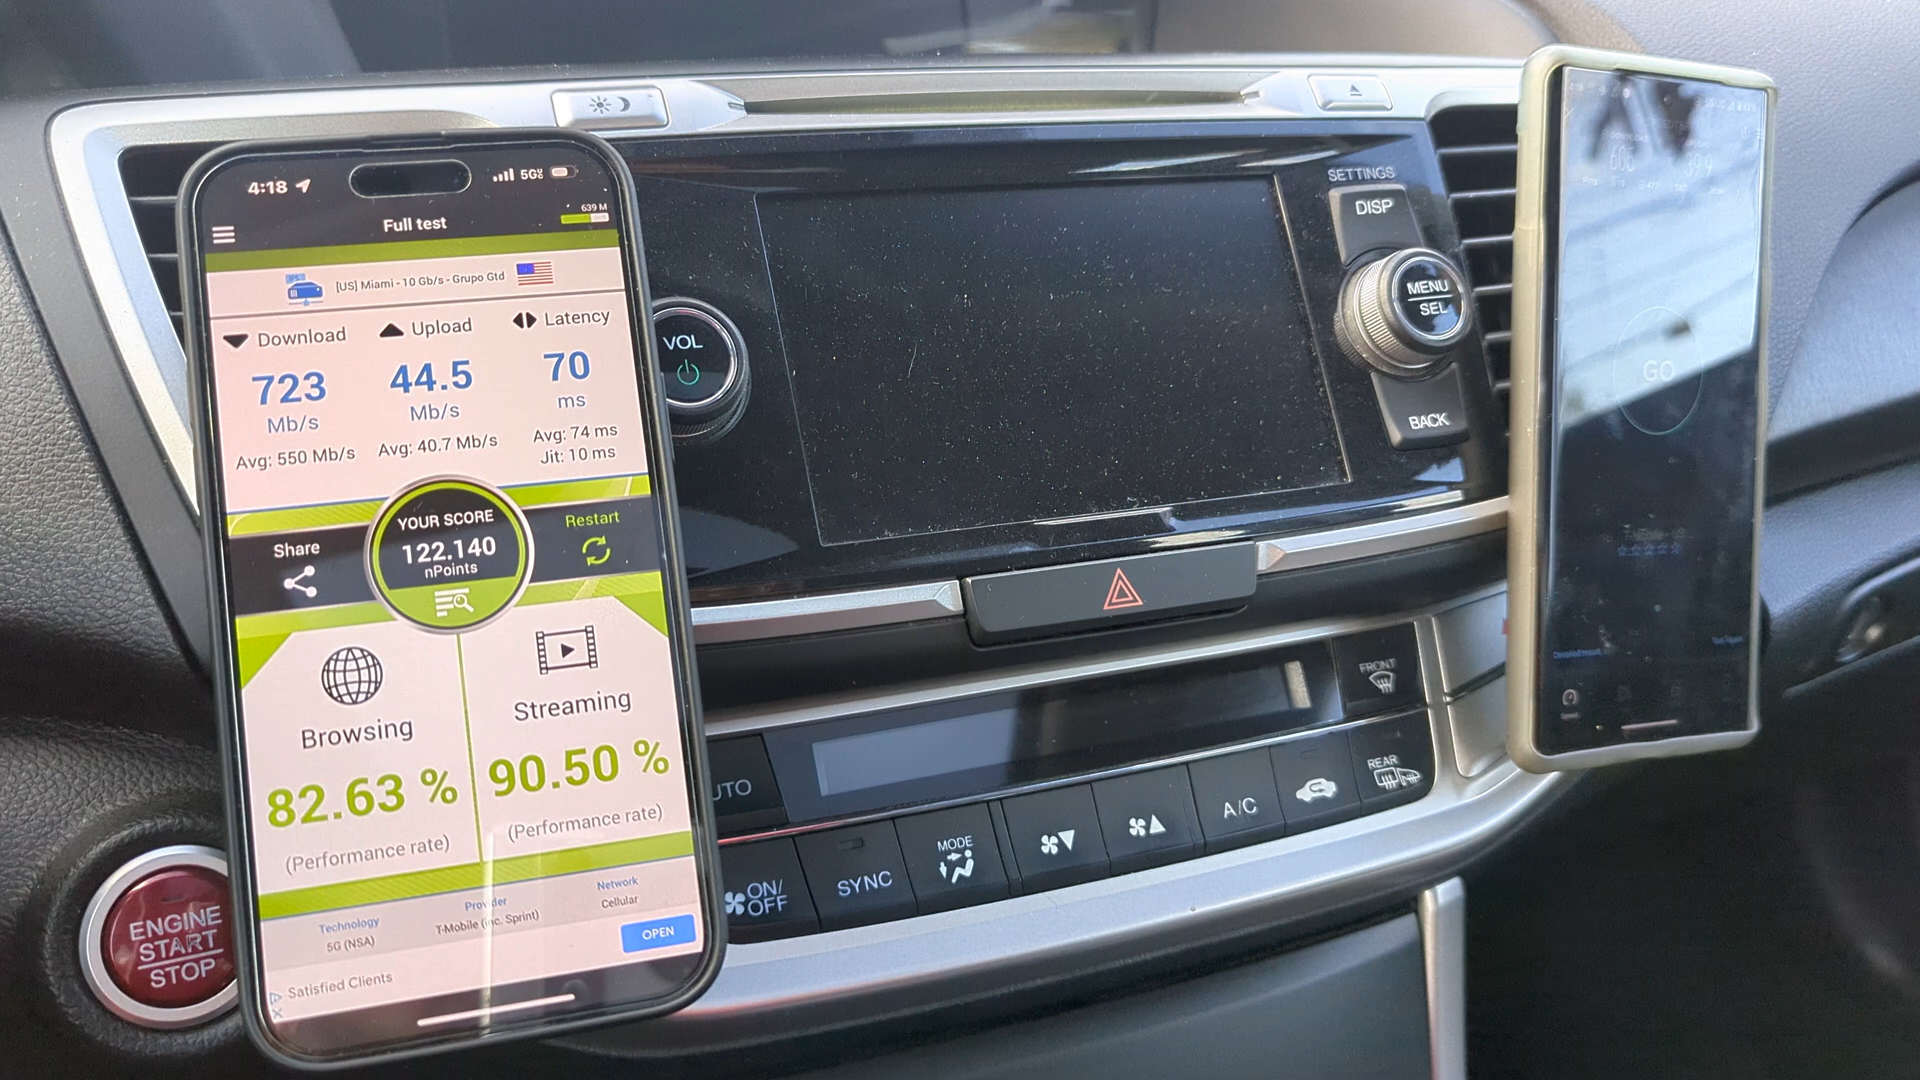 4:18
5G
639 M
Full test
[US] Miami - 10 Gb/s - Grupo Gtd
Download
Upload
Latency
723
44.5
70
Mb/s
Mb/s
ms
Avg: 550 Mb/s
Avg: 40.7 Mb/s
Avg: 74 ms
Jit: 10 ms
Share
YOUR SCORE
122.140
nPoints
Restart
Browsing
Streaming
82.63 %
90.50 %
(Performance rate)
(Performance rate)
Technology
Provider
Network
5G (NSA)
T-Mobile (inc. Sprint)
Cellular
OPEN
Satisfied Clients
ENGINE
START
STOP
VOL
SETTINGS
DISP
MENU
SEL
BACK
FRONT
REAR
UTO
ON/
OFF
SYNC
MODE
A/C
606
39.9
GO